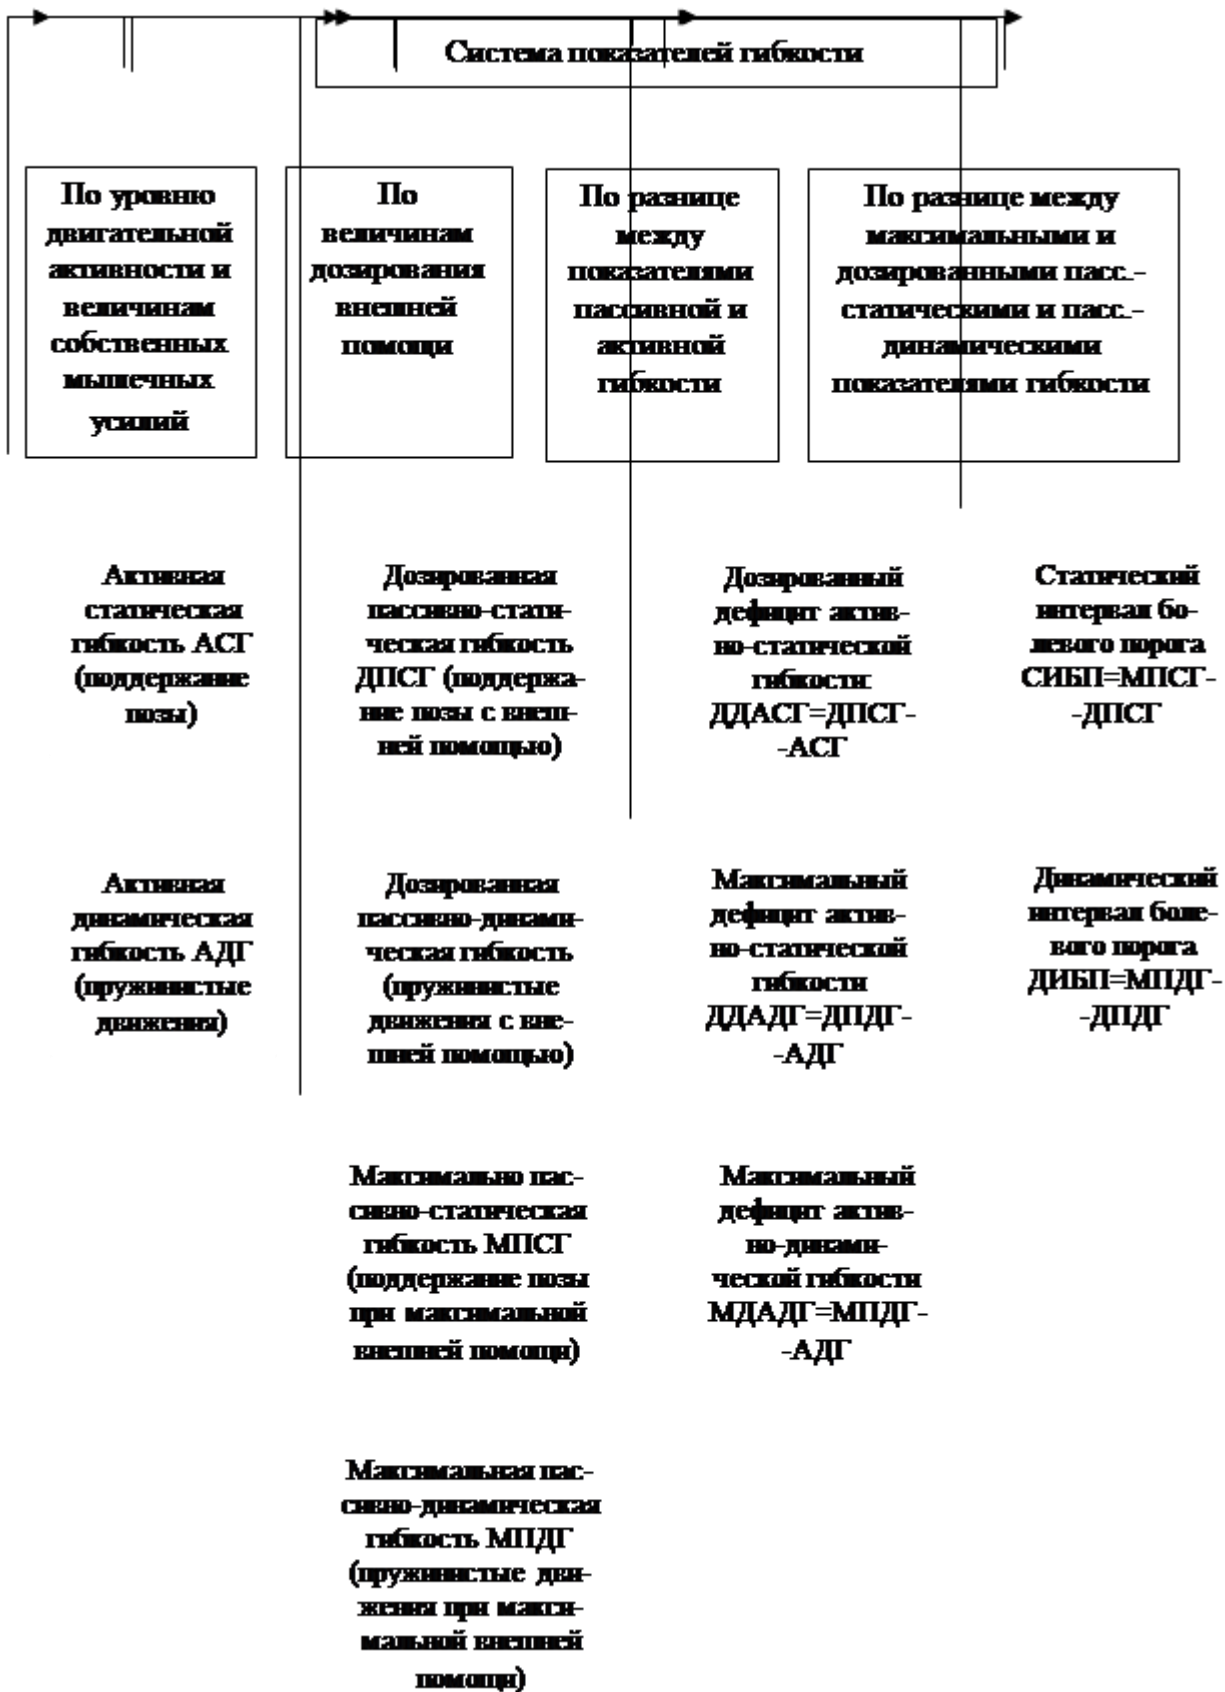 Система показателей гибкости
По уровню
двигательной
активности и
величинам
собственных
мышечных
усилий
По
величинам
дозирования
внешней
помощи
По разнице
между
показателями
пассивной и
активной
гибкости
По разнице между
максимальными и
дозированными пасс.-
статическими и пасс.-
динамическими
показателями гибкости
Активная
статическая
гибкость АСГ
(поддержание
позы)
Дозированная
пассивно-стати-
ческая гибкость
ДПСГ (поддержа-
ние позы с внеш-
ней помощью)
Дозированный
дефицит актив-
но-статической
гибкости
ДДАСГ=ДПСГ-
-АСГ
Статический
интервал бо-
левого порога
СИБП=МПСГ-
-ДПСГ
Активная
динамическая
гибкость АДГ
(пружинистые
движения)
Дозированная
пассивно-динами-
ческая гибкость
(пружинистые
движения с вне-
шней помощью)
Максимальный
дефицит актив-
но-статической
гибкости
ДДАДГ=ДПДГ-
-АДГ
Динамический
интервал боле-
вого порога
ДИБП=МПДГ-
-ДПДГ
Максимально пас-
сивно-статическая
гибкость МПСГ
(поддержание позы
при максимальной
внешней помощи)
Максимальный
дефицит актив-
но-динами-
ческой гибкости
МДАДГ=МПДГ-
-АДГ
Максимальная пас-
сивно-динамическая
гибкость МПДГ
(пружинистые дви-
жения при макси-
мальной внешней
помощи)